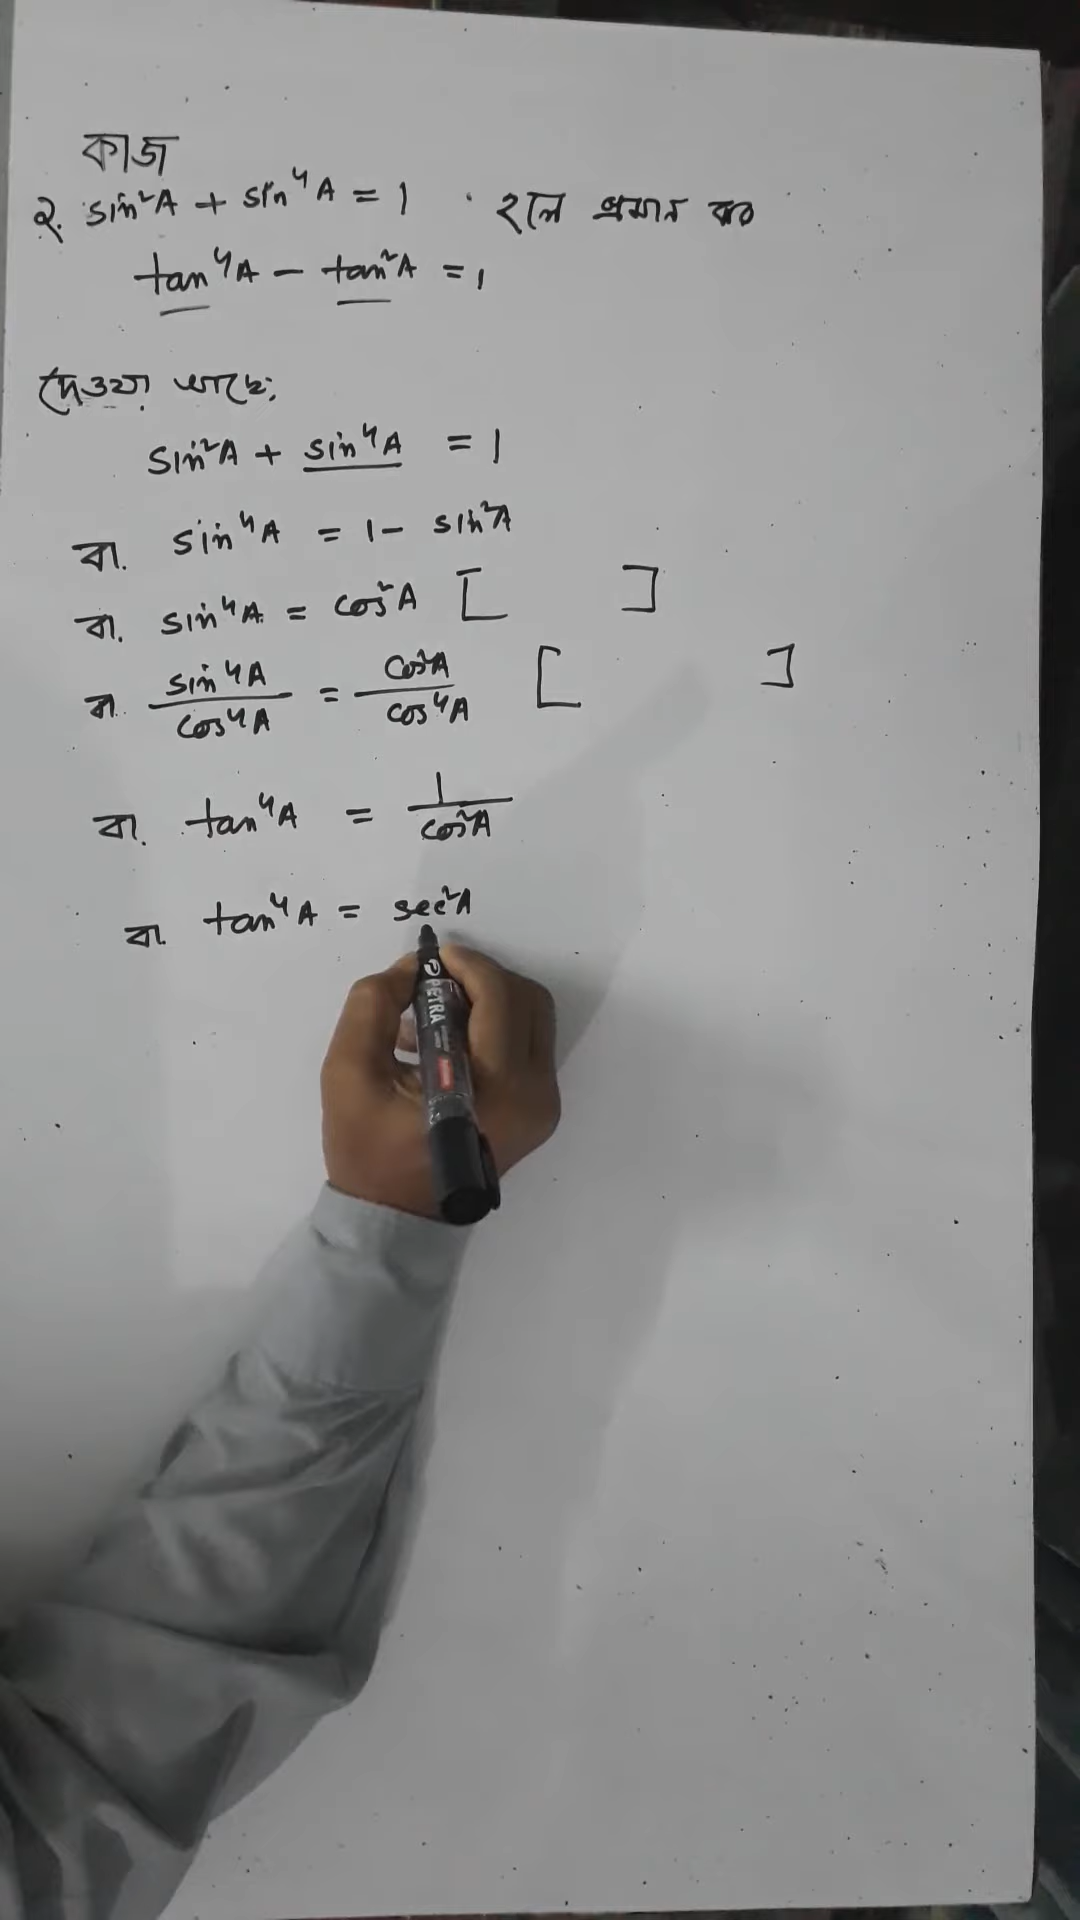 কাজ
২. sin²A + sin⁴A = 1 হলে প্রমান কর
tan⁴A − tan²A = 1
দেওয়া আছে,
sin²A + sin⁴A = 1
বা. sin⁴A = 1 − sin²A
বা. sin⁴A = cos²A [ ]
বা. sin⁴A/cos⁴A = cos²A/cos⁴A [ ]
বা. tan⁴A = 1/cos²A
বা. tan⁴A = sec²A
PETRA